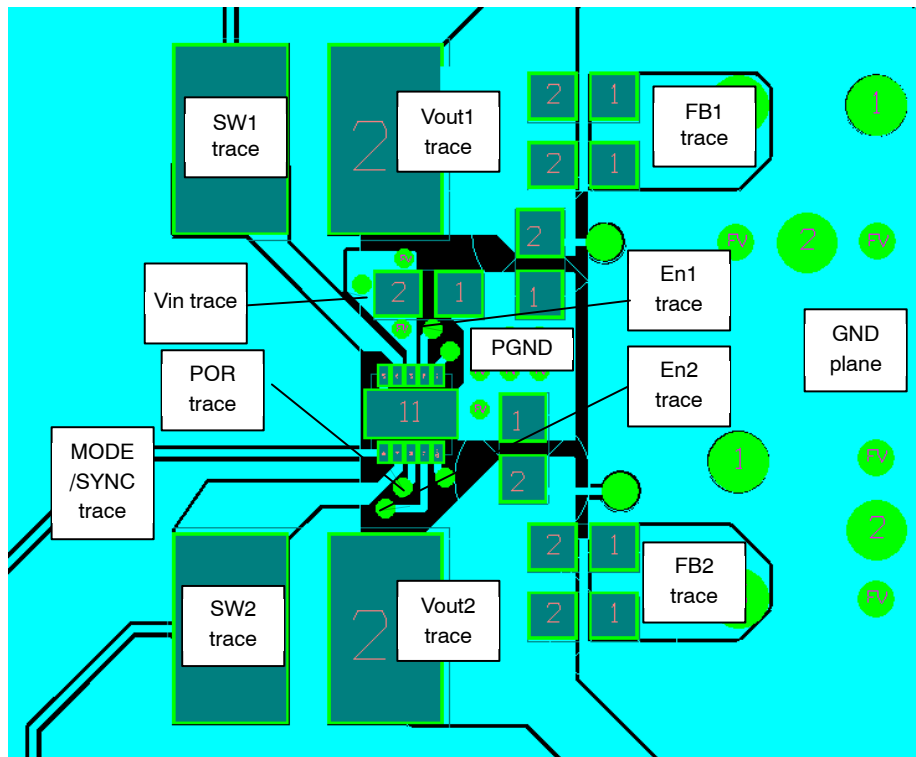 SW1
trace
2
Vout1
trace
2
1
FB1
trace
1
2
1
2
FV
2
FV
FV
Vin trace
2
1
1
En1
trace
FV
PGND
GND
plane
POR
trace
En2
trace
11
FV
1
MODE
/SYNC
trace
2
1
FV
2
SW2
trace
2
Vout2
trace
2
1
FB2
trace
2
1
FV